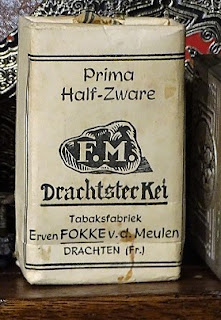 Prima
Half-Zware
F.M.
Drachtster Kei
Tabaksfabriek
Erven FOKKE v. d. Meulen
DRACHTEN (Fr.)